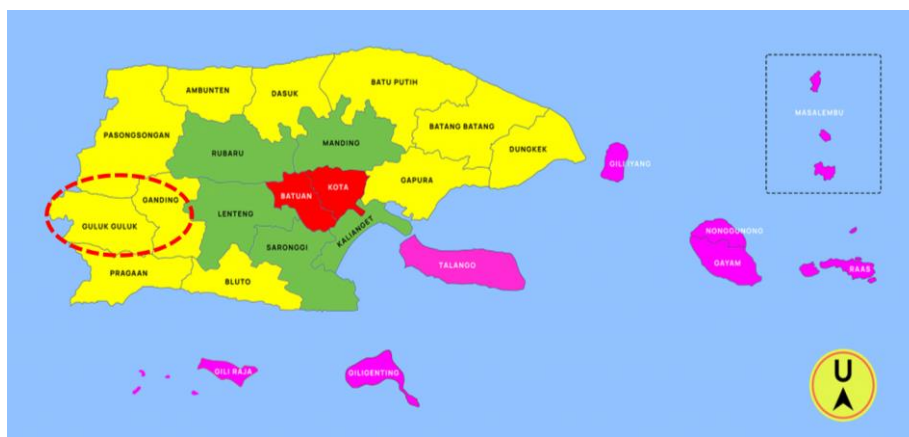 BATU PUTIH
AMBUNTEN
DASUK
MASALEMBU
PASONGSONGAN
BATANG BATANG
MANDING
RUBARU
DUNGKEK
GILIYANG
GAPURA
KOTA
BATUAN
GANDING
LENTENG
GULUK GULUK
KALIANGET
NONGGUNONG
SARONGGI
GAYAM
TALANGO
RAAS
PRAGAAN
BLUTO
GILI RAJA
GILIGENTING
U